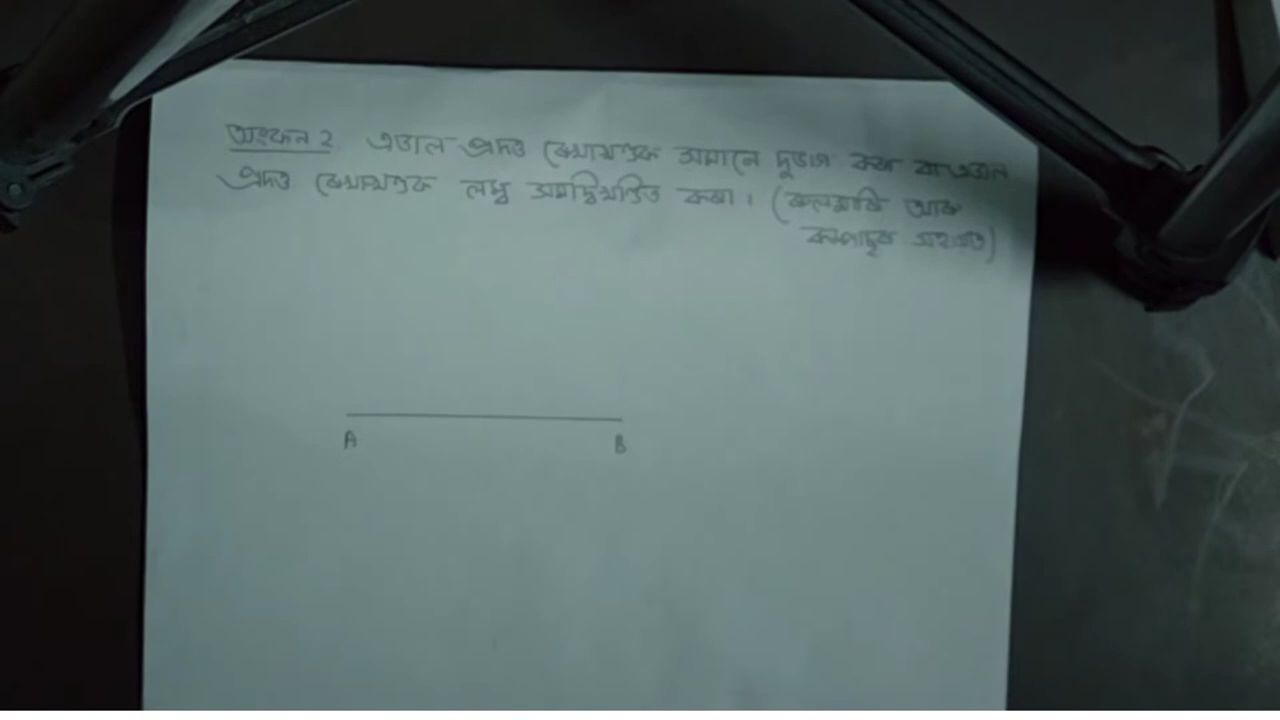 অংকন 2 এডাল প্ৰদত্ত ৰেখাখণ্ডক সমানে দুভাগ কৰা বা এডাল
প্ৰদত্ত ৰেখাখণ্ডক লম্ব সমদ্বিখণ্ডিত কৰা। (ৰুলমাৰি আৰু
কম্পাছৰ সহায়ত)
A
B